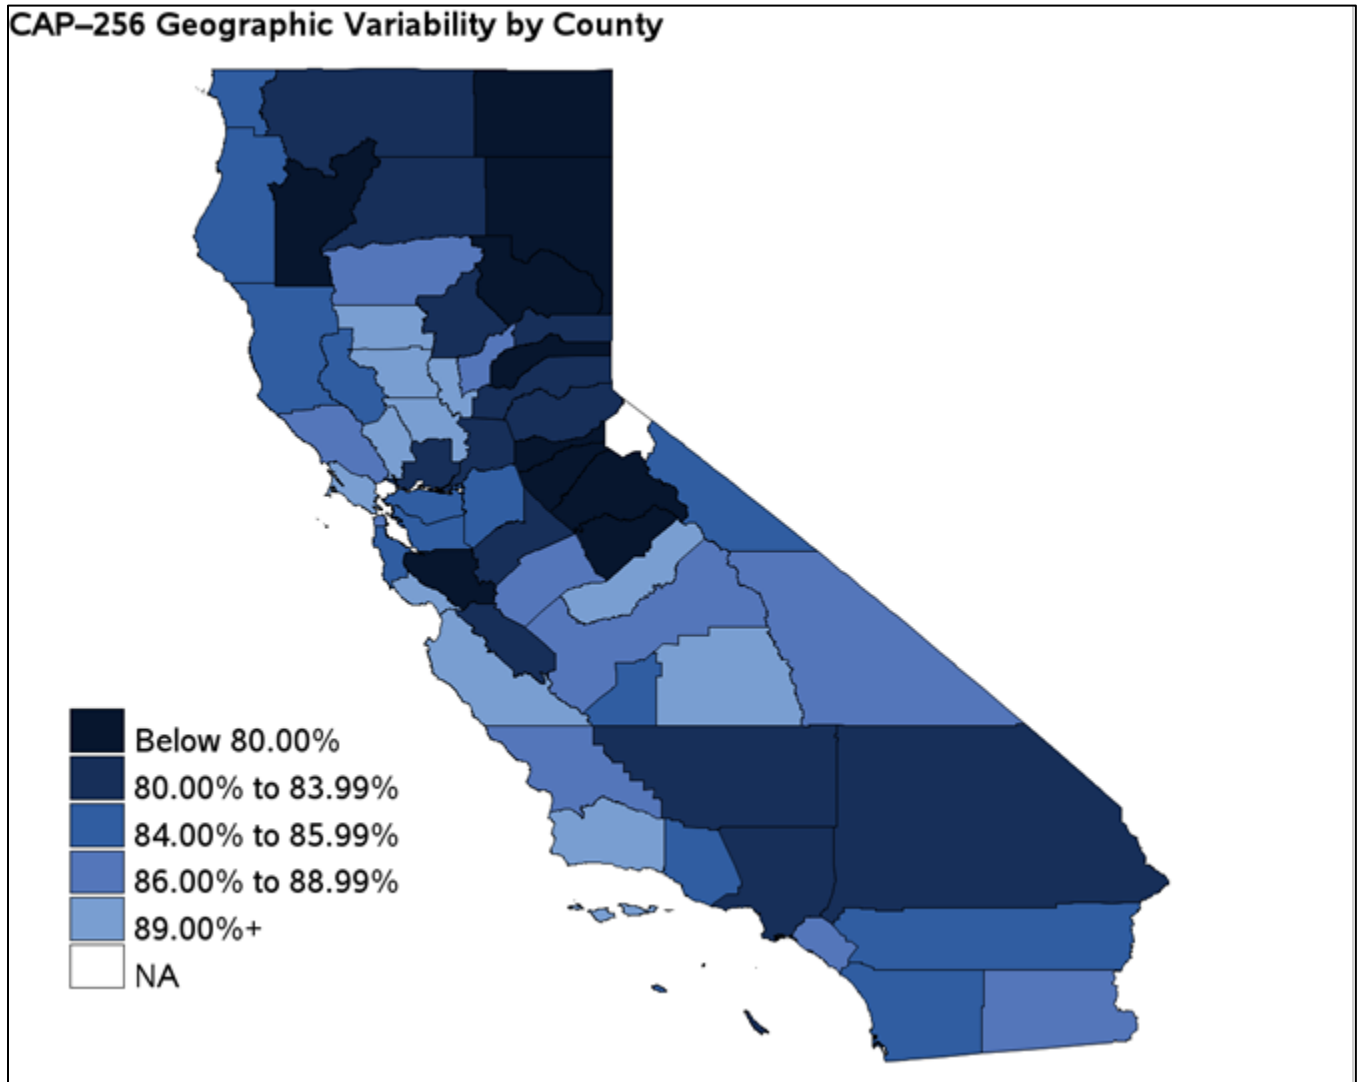 CAP–256 Geographic Variability by County
Below 80.00%
80.00% to 83.99%
84.00% to 85.99%
86.00% to 88.99%
89.00%+
NA